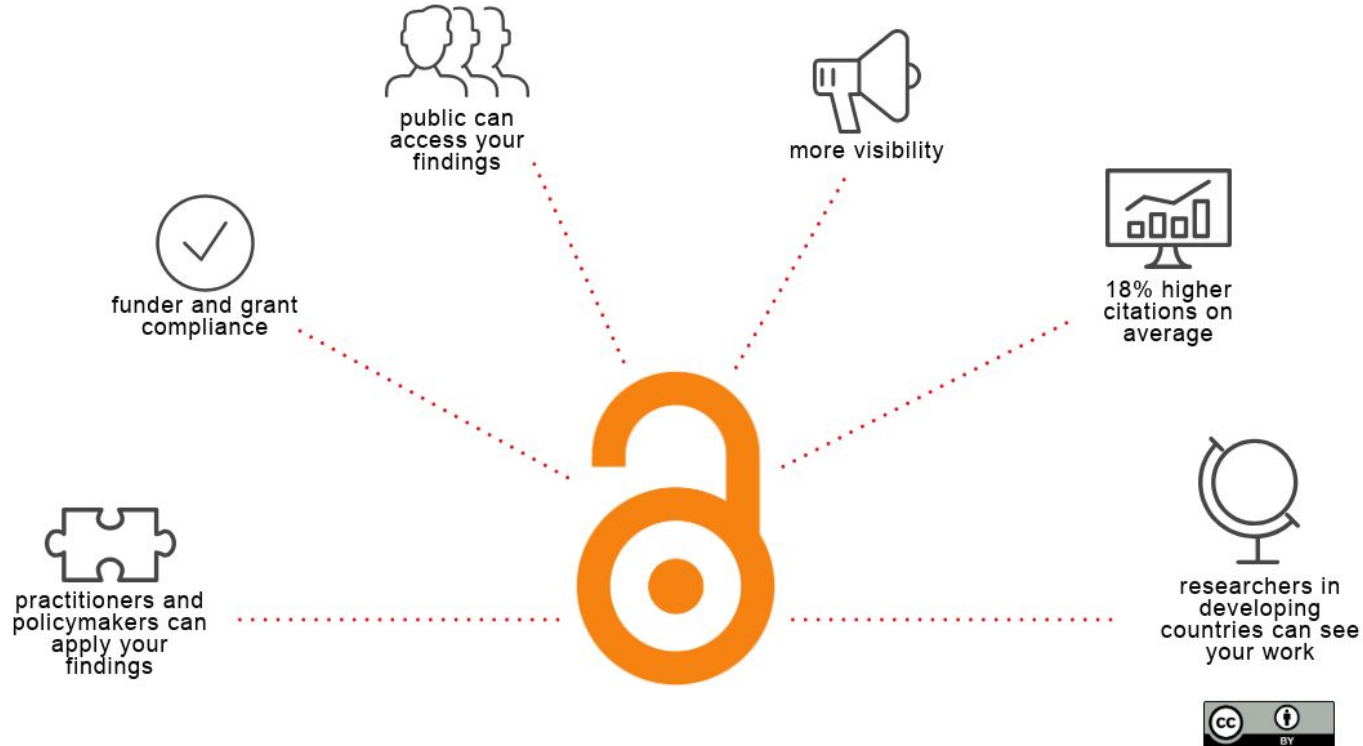 public can
access your
findings
more visibility
funder and grant
compliance
18% higher
citations on
average
practitioners and
policymakers can
apply your
findings
researchers in
developing
countries can see
your work
cc
BY